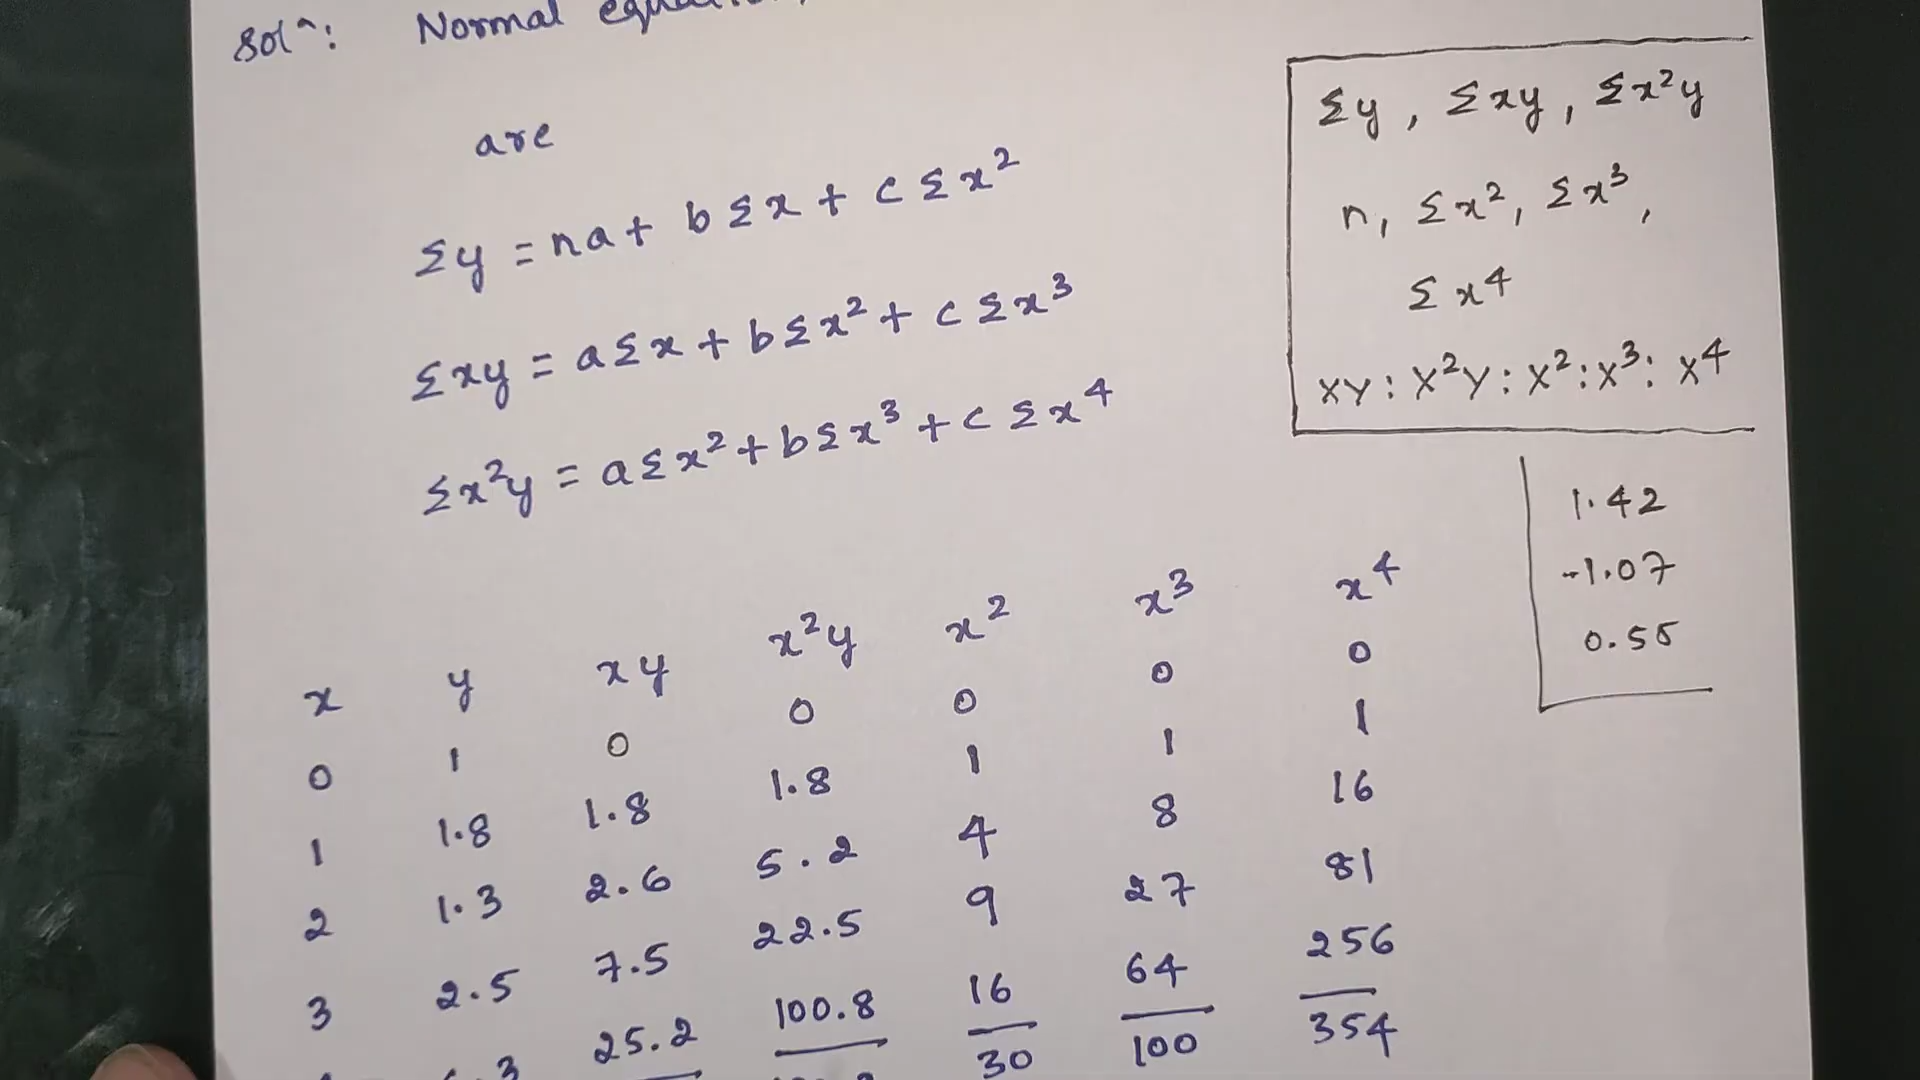 Solⁿ: Normal equations
are
Σy = na + bΣx + cΣx²
Σxy = aΣx + bΣx² + cΣx³
Σx²y = aΣx² + bΣx³ + cΣx⁴
Σy, Σxy, Σx²y
n, Σx², Σx³,
Σx⁴
XY : X²Y : X² : X³ : X⁴
1.42
-1.07
0.55
x y xy x²y x² x³ x⁴
0 1 0 0 0 0 0
1 1.8 1.8 1.8 1 1 1
2 1.3 2.6 5.2 4 8 16
3 2.5 7.5 22.5 9 27 81
25.2 100.8 16 64 256
30 100 354